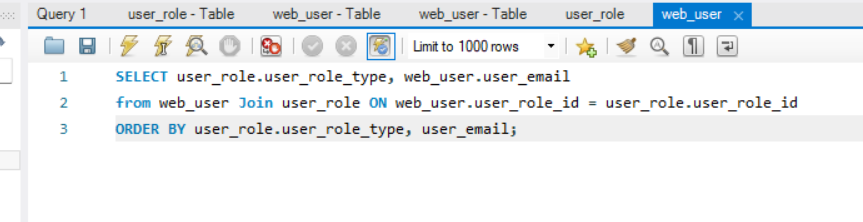 Query 1 user_role - Table web_user - Table web_user - Table user_role web_user
Limit to 1000 rows
1 SELECT user_role.user_role_type, web_user.user_email
2 from web_user Join user_role ON web_user.user_role_id = user_role.user_role_id
3 ORDER BY user_role.user_role_type, user_email;